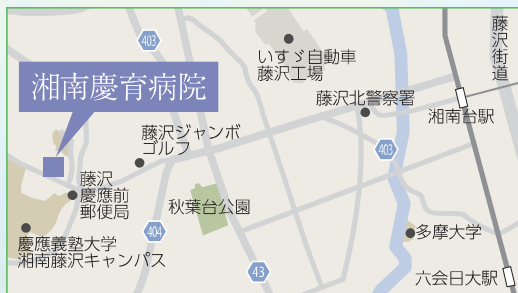 403
いすゞ自動車
藤沢工場
藤沢街道
湘南慶育病院
藤沢北警察署
湘南台駅
藤沢ジャンボ
ゴルフ
403
藤沢
慶應前
郵便局
秋葉台公園
404
多摩大学
慶應義塾大学
湘南藤沢キャンパス
43
六会日大駅